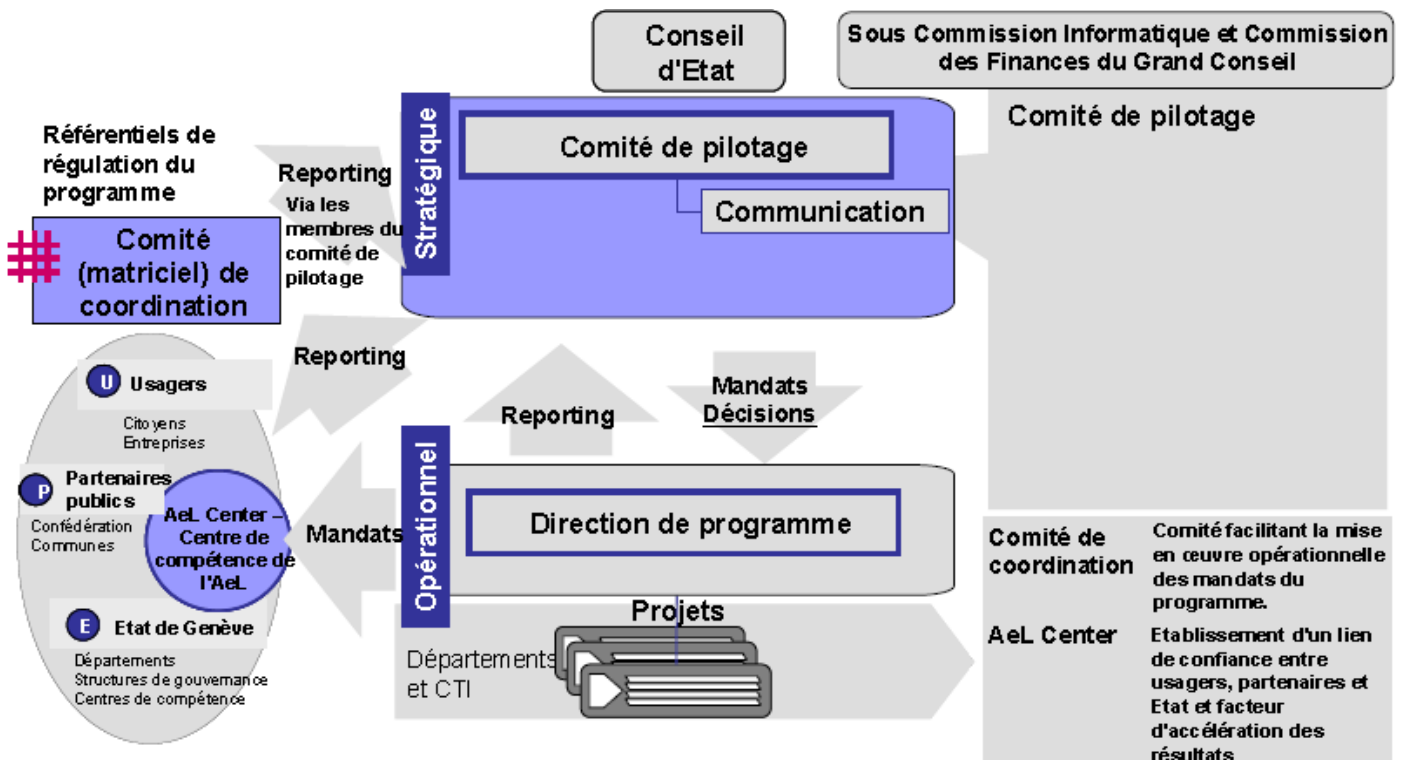 Conseil
d'Etat
Sous Commission Informatique et Commission
des Finances du Grand Conseil
Référentiels de
régulation du
programme
Comité
(matriciel) de
coordination
Reporting
Via les
membres du
comité de
pilotage
Stratégique
Comité de pilotage
Communication
Comité de pilotage
Reporting
Reporting
Mandats
Décisions
U
Usagers
Citoyens
Entreprises
P
Partenaires
publics
Confédération
Communes
AeL Center –
Centre de
compétence de
l'AeL
E
Etat de Genève
Départements
Structures de gouvernance
Centres de compétence
Mandats
Opérationnel
Direction de programme
Projets
Départements
et CTI
Comité de
coordination
Comité facilitant la mise
en œuvre opérationnelle
des mandats du
programme.
AeL Center
Etablissement d'un lien
de confiance entre
usagers, partenaires et
Etat et facteur
d'accélération des
résultats